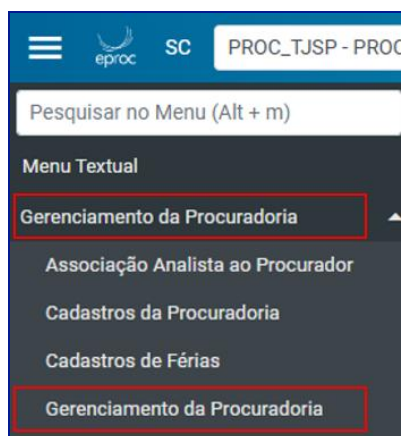 eproc SC PROC_TJSP - PROC
Pesquisar no Menu (Alt + m)
Menu Textual
Gerenciamento da Procuradoria
Associação Analista ao Procurador
Cadastros da Procuradoria
Cadastros de Férias
Gerenciamento da Procuradoria